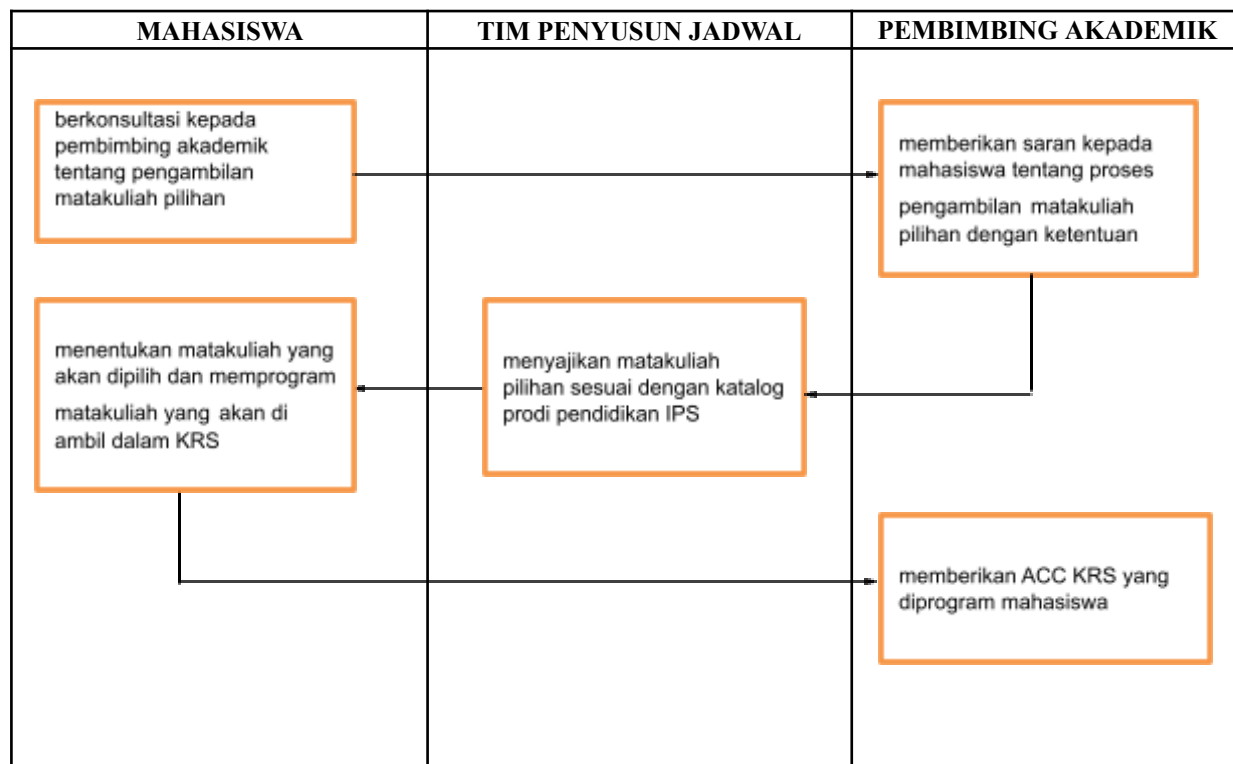 MAHASISWA
TIM PENYUSUN JADWAL
PEMBIMBING AKADEMIK
berkonsultasi kepada
pembimbing akademik
tentang pengambilan
matakuliah pilihan
memberikan saran kepada
mahasiswa tentang proses
pengambilan matakuliah
pilihan dengan ketentuan
menentukan matakuliah yang
akan dipilih dan memprogram
matakuliah yang akan di
ambil dalam KRS
menyajikan matakuliah
pilihan sesuai dengan katalog
prodi pendidikan IPS
memberikan ACC KRS yang
diprogram mahasiswa